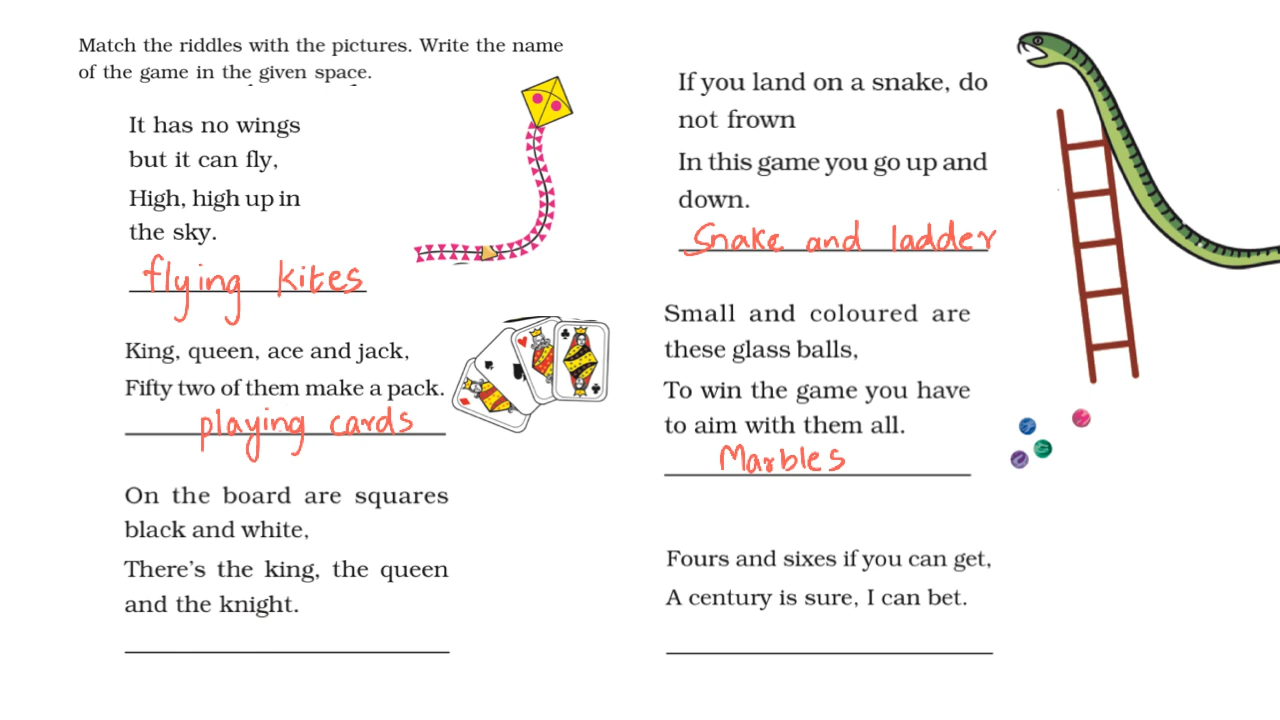 Match the riddles with the pictures. Write the name
of the game in the given space.
It has no wings
but it can fly,
High, high up in
the sky.
flying kites
King, queen, ace and jack,
Fifty two of them make a pack.
playing cards
On the board are squares
black and white,
There's the king, the queen
and the knight.
If you land on a snake, do
not frown
In this game you go up and
down.
Snake and ladder
Small and coloured are
these glass balls,
To win the game you have
to aim with them all.
Marbles
Fours and sixes if you can get,
A century is sure, I can bet.